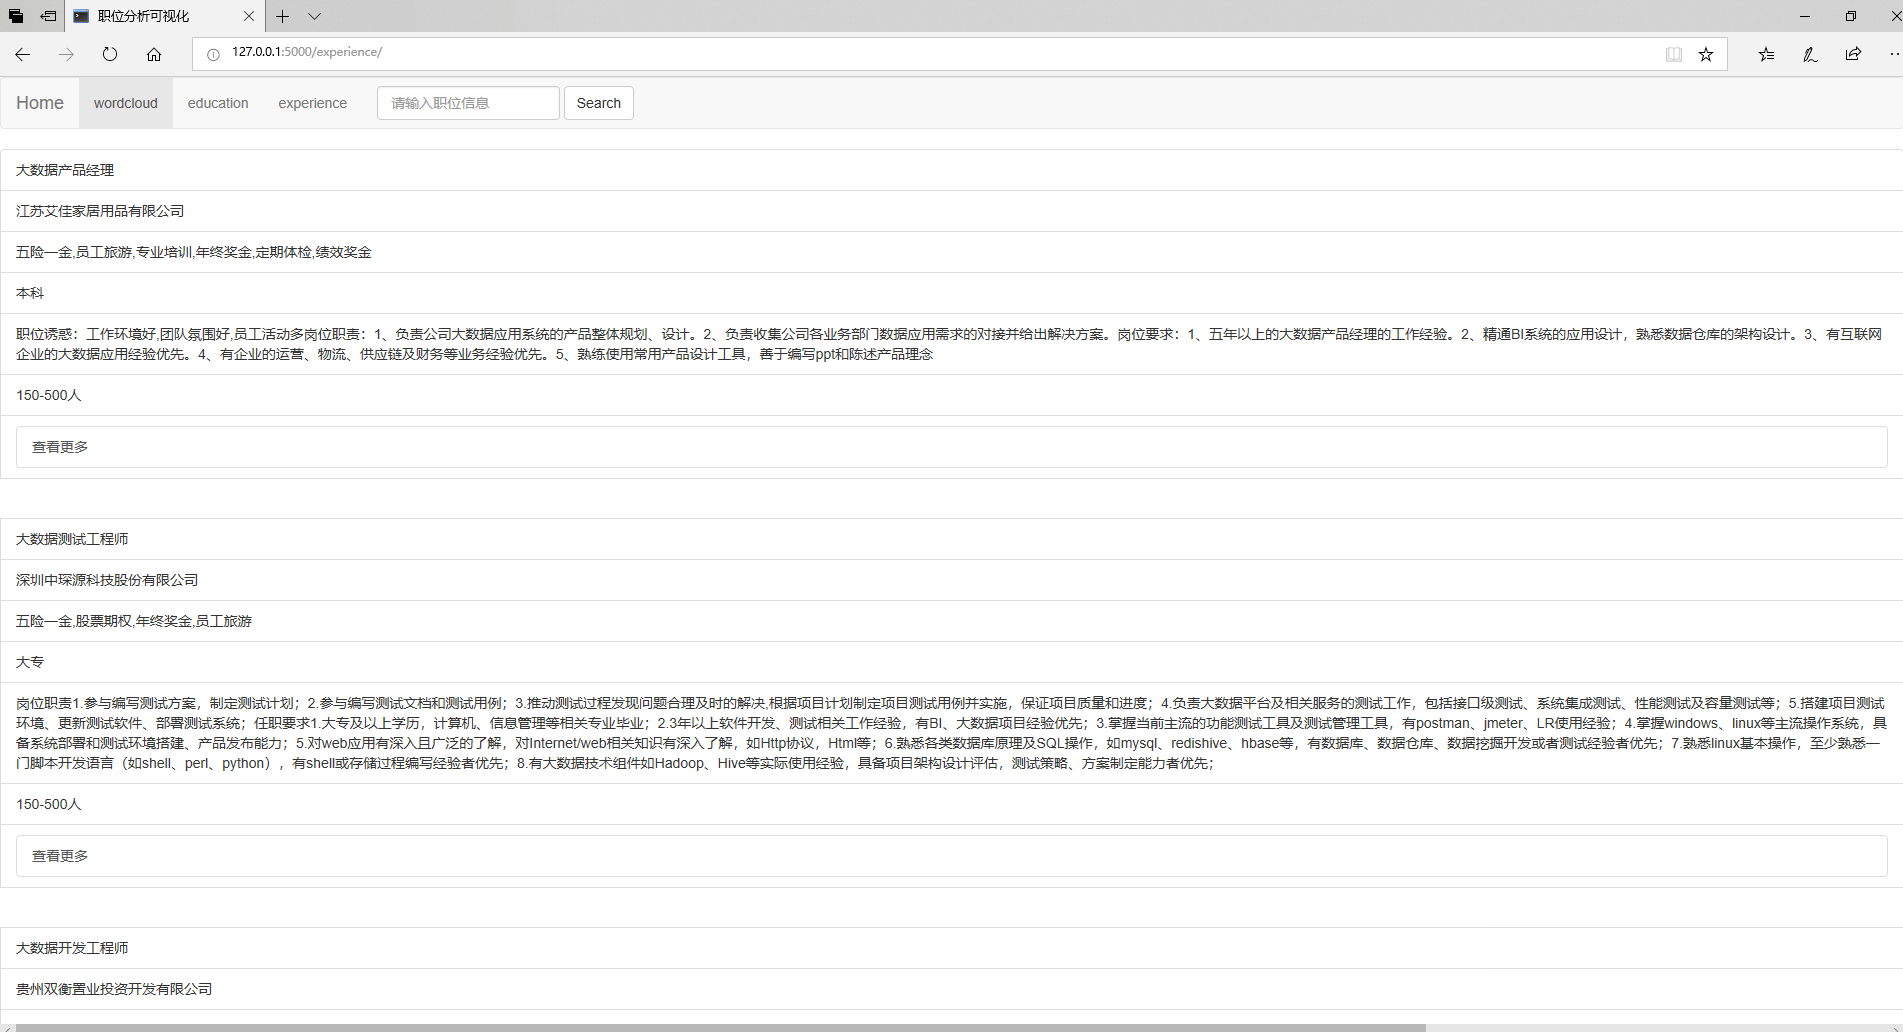 职位分析可视化
127.0.0.1:5000/experience/
Home wordcloud education experience 请输入职位信息 Search
大数据产品经理
江苏艾佳家居用品有限公司
五险一金,员工旅游,专业培训,年终奖金,定期体检,绩效奖金
本科
职位诱惑：工作环境好,团队氛围好,员工活动多岗位职责：1、负责公司大数据应用系统的产品整体规划、设计。2、负责收集公司各业务部门数据应用需求的对接并给出解决方案。岗位要求：1、五年以上的大数据产品经理的工作经验。2、精通BI系统的应用设计，熟悉数据仓库的架构设计。3、有互联网
企业的大数据应用经验优先。4、有企业的运营、物流、供应链及财务等业务经验优先。5、熟练使用常用产品设计工具，善于编写ppt和陈述产品理念
150-500人
查看更多
大数据测试工程师
深圳中琛源科技股份有限公司
五险一金,股票期权,年终奖金,员工旅游
大专
岗位职责1.参与编写测试方案，制定测试计划；2.参与编写测试文档和测试用例；3.推动测试过程发现问题合理及时的解决,根据项目计划制定项目测试用例并实施，保证项目质量和进度；4.负责大数据平台及相关服务的测试工作，包括接口级测试、系统集成测试、性能测试及容量测试等；5.搭建项目测试
环境、更新测试软件、部署测试系统；任职要求1.大专及以上学历，计算机、信息管理等相关专业毕业；2.3年以上软件开发、测试相关工作经验，有BI、大数据项目经验优先；3.掌握当前主流的功能测试工具及测试管理工具，有postman、jmeter、LR使用经验；4.掌握windows、linux等主流操作系统，具
备系统部署和测试环境搭建、产品发布能力；5.对web应用有深入且广泛的了解，对Internet/web相关知识有深入了解，如Http协议，Html等；6.熟悉各类数据库原理及SQL操作，如mysql、redishive、hbase等，有数据库、数据仓库、数据挖掘开发或者测试经验者优先；7.熟悉linux基本操作，至少熟悉一
门脚本开发语言（如shell、perl、python），有shell或存储过程编写经验者优先；8.有大数据技术组件如Hadoop、Hive等实际使用经验，具备项目架构设计评估，测试策略、方案制定能力者优先；
150-500人
查看更多
大数据开发工程师
贵州双衡置业投资开发有限公司